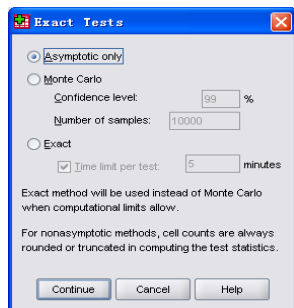 Exact Tests
Asymptotic only
Monte Carlo
Confidence level: 99 %
Number of samples: 10000
Exact
Time limit per test: 5 minutes
Exact method will be used instead of Monte Carlo
when computational limits allow.
For nonasymptotic methods, cell counts are always
rounded or truncated in computing the test statistics.
Continue Cancel Help